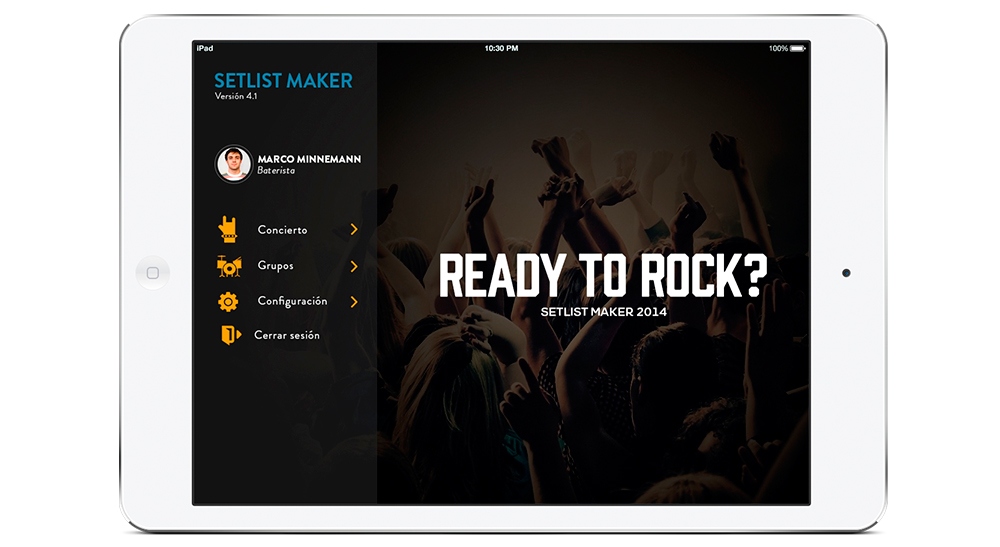 iPad 10:30 PM 100%
SETLIST MAKER
Versión 4.1
MARCO MINNEMANN
Baterista
Concierto
Grupos
Configuración
Cerrar sesión
READY TO ROCK?
SETLIST MAKER 2014